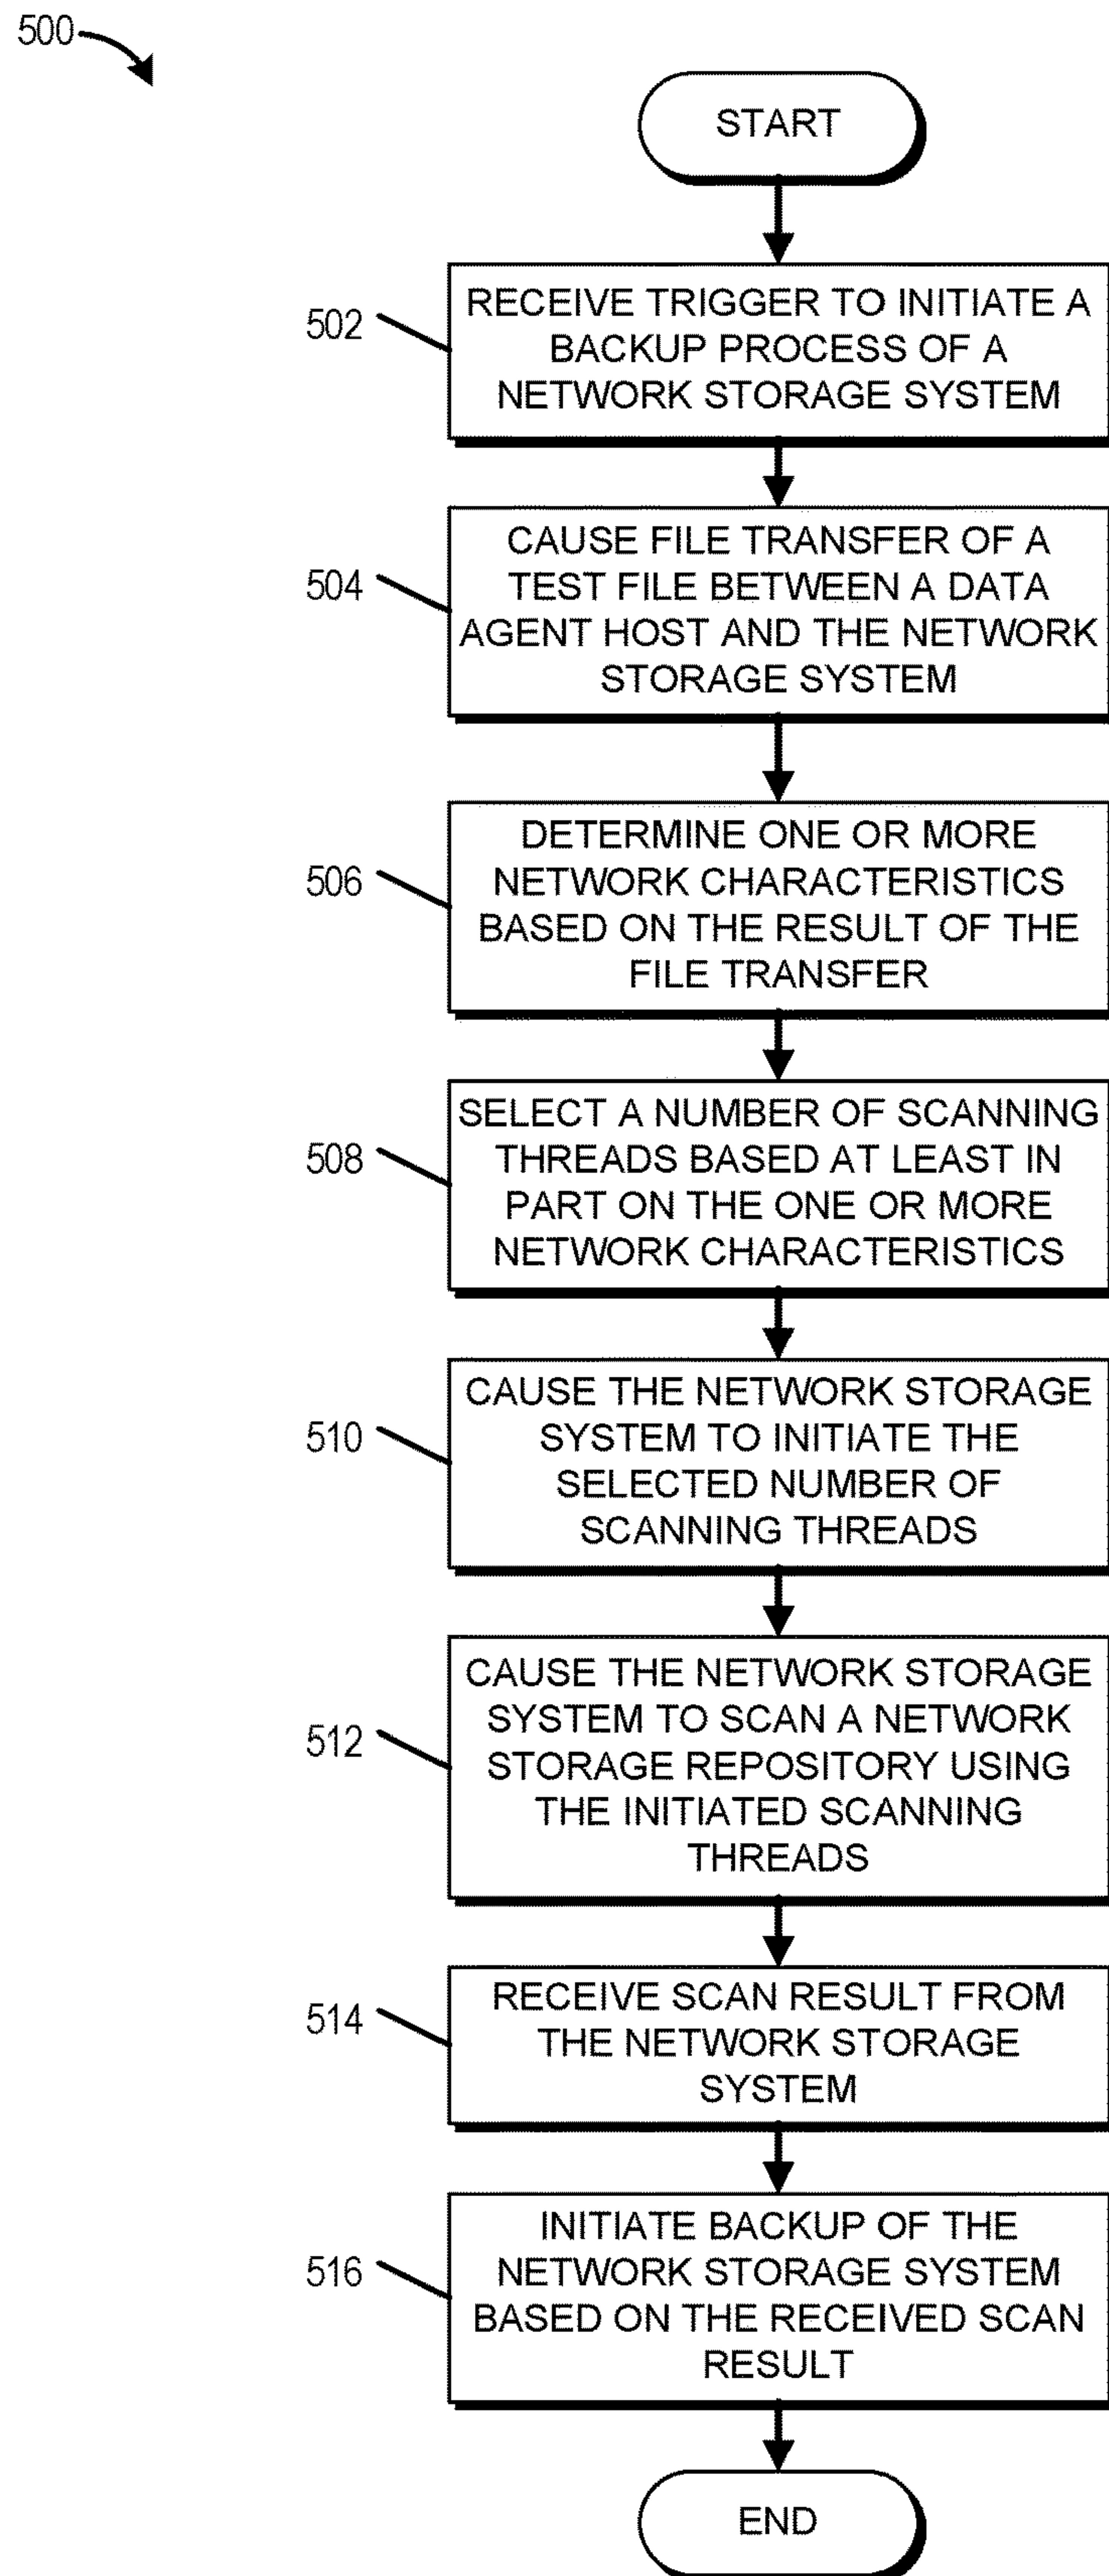 500
START
502
RECEIVE TRIGGER TO INITIATE A
BACKUP PROCESS OF A
NETWORK STORAGE SYSTEM
504
CAUSE FILE TRANSFER OF A
TEST FILE BETWEEN A DATA
AGENT HOST AND THE NETWORK
STORAGE SYSTEM
506
DETERMINE ONE OR MORE
NETWORK CHARACTERISTICS
BASED ON THE RESULT OF THE
FILE TRANSFER
508
SELECT A NUMBER OF SCANNING
THREADS BASED AT LEAST IN
PART ON THE ONE OR MORE
NETWORK CHARACTERISTICS
510
CAUSE THE NETWORK STORAGE
SYSTEM TO INITIATE THE
SELECTED NUMBER OF
SCANNING THREADS
512
CAUSE THE NETWORK STORAGE
SYSTEM TO SCAN A NETWORK
STORAGE REPOSITORY USING
THE INITIATED SCANNING
THREADS
514
RECEIVE SCAN RESULT FROM
THE NETWORK STORAGE
SYSTEM
516
INITIATE BACKUP OF THE
NETWORK STORAGE SYSTEM
BASED ON THE RECEIVED SCAN
RESULT
END